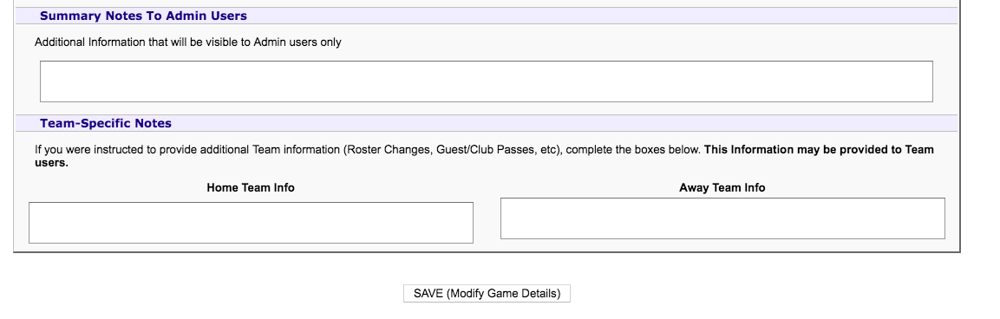 Summary Notes To Admin Users
Additional Information that will be visible to Admin users only
Team-Specific Notes
If you were instructed to provide additional Team information (Roster Changes, Guest/Club Passes, etc), complete the boxes below. This Information may be provided to Team
users.
Home Team Info
Away Team Info
SAVE (Modify Game Details)